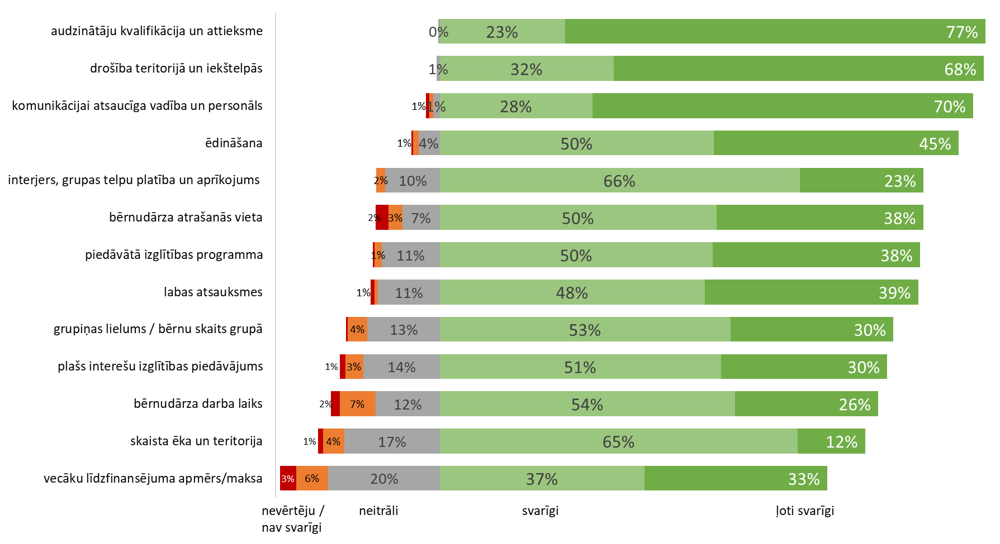 audzinātāju kvalifikācija un attieksme 0% 23% 77%
drošība teritorijā un iekštelpās 1% 32% 68%
komunikācijai atsaucīga vadība un personāls 1% 1% 28% 70%
ēdināšana 1% 4% 50% 45%
interjers, grupas telpu platība un aprīkojums 2% 10% 66% 23%
bērnudārza atrašanās vieta 2% 3% 7% 50% 38%
piedāvātā izglītības programma 1% 11% 50% 38%
labas atsauksmes 1% 11% 48% 39%
grupiņas lielums / bērnu skaits grupā 4% 13% 53% 30%
plašs interešu izglītības piedāvājums 1% 3% 14% 51% 30%
bērnudārza darba laiks 2% 7% 12% 54% 26%
skaista ēka un teritorija 1% 4% 17% 65% 12%
vecāku līdzfinansējuma apmērs/maksa 3% 6% 20% 37% 33%
nevērtēju / neitrāli svarīgi ļoti svarīgi
nav svarīgi